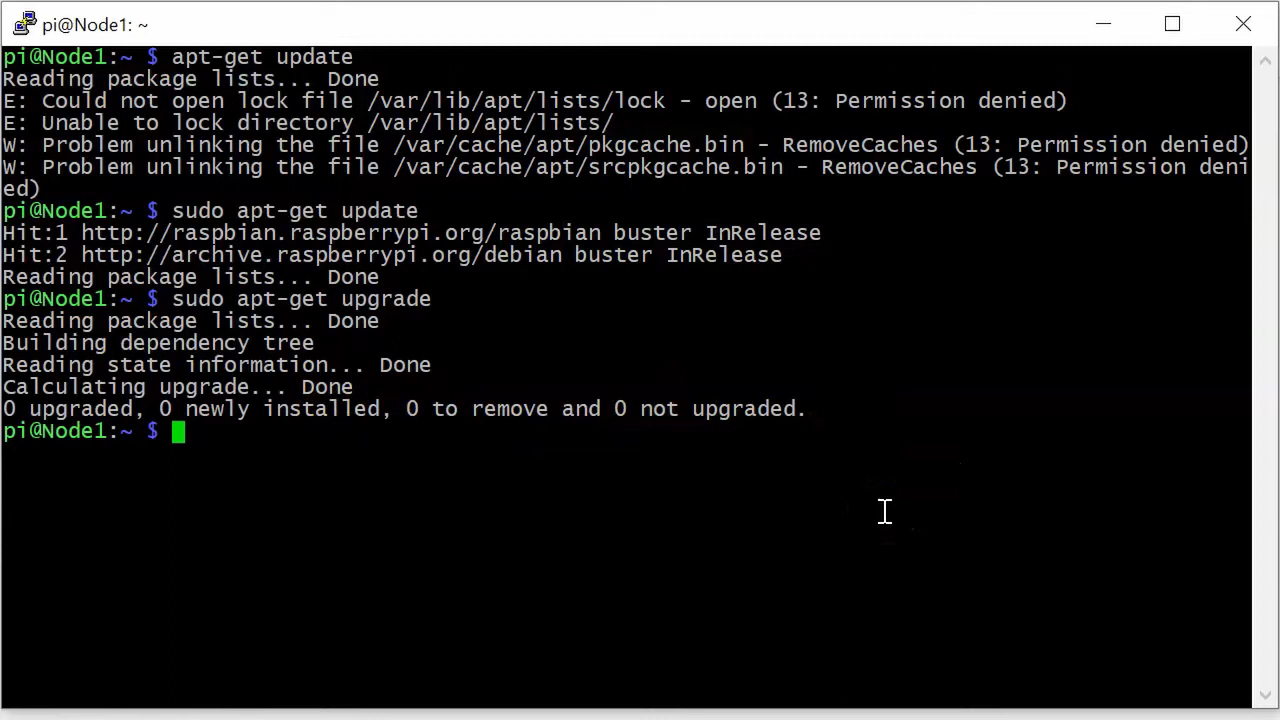 pi@Node1: ~
pi@Node1:~ $ apt-get update
Reading package lists... Done
E: Could not open lock file /var/lib/apt/lists/lock - open (13: Permission denied)
E: Unable to lock directory /var/lib/apt/lists/
W: Problem unlinking the file /var/cache/apt/pkgcache.bin - RemoveCaches (13: Permission denied)
W: Problem unlinking the file /var/cache/apt/srcpkgcache.bin - RemoveCaches (13: Permission deni
ed)
pi@Node1:~ $ sudo apt-get update
Hit:1 http://raspbian.raspberrypi.org/raspbian buster InRelease
Hit:2 http://archive.raspberrypi.org/debian buster InRelease
Reading package lists... Done
pi@Node1:~ $ sudo apt-get upgrade
Reading package lists... Done
Building dependency tree
Reading state information... Done
Calculating upgrade... Done
0 upgraded, 0 newly installed, 0 to remove and 0 not upgraded.
pi@Node1:~ $